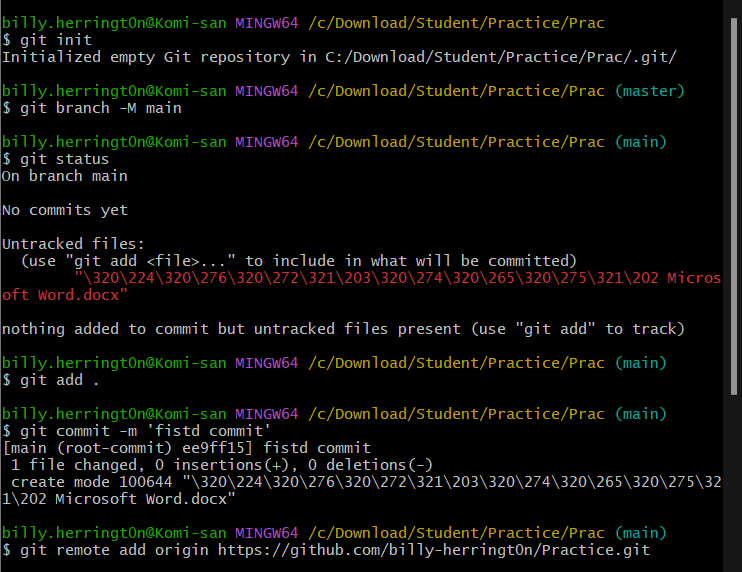 billy.herringt0n@Komi-san MINGW64 /c/Download/Student/Practice/Prac
$ git init
Initialized empty Git repository in C:/Download/Student/Practice/Prac/.git/
billy.herringt0n@Komi-san MINGW64 /c/Download/Student/Practice/Prac (master)
$ git branch -M main
billy.herringt0n@Komi-san MINGW64 /c/Download/Student/Practice/Prac (main)
$ git status
On branch main
No commits yet
Untracked files:
(use "git add <file>..." to include in what will be committed)
"\320\224\320\276\320\272\321\203\320\274\320\265\320\275\321\202 Micros
oft Word.docx"
nothing added to commit but untracked files present (use "git add" to track)
billy.herringt0n@Komi-san MINGW64 /c/Download/Student/Practice/Prac (main)
$ git add .
billy.herringt0n@Komi-san MINGW64 /c/Download/Student/Practice/Prac (main)
$ git commit -m 'fistd commit'
[main (root-commit) ee9ff15] fistd commit
1 file changed, 0 insertions(+), 0 deletions(-)
create mode 100644 "\320\224\320\276\320\272\321\203\320\274\320\265\320\275\32
1\202 Microsoft Word.docx"
billy.herringt0n@Komi-san MINGW64 /c/Download/Student/Practice/Prac (main)
$ git remote add origin https://github.com/billy-herringt0n/Practice.git